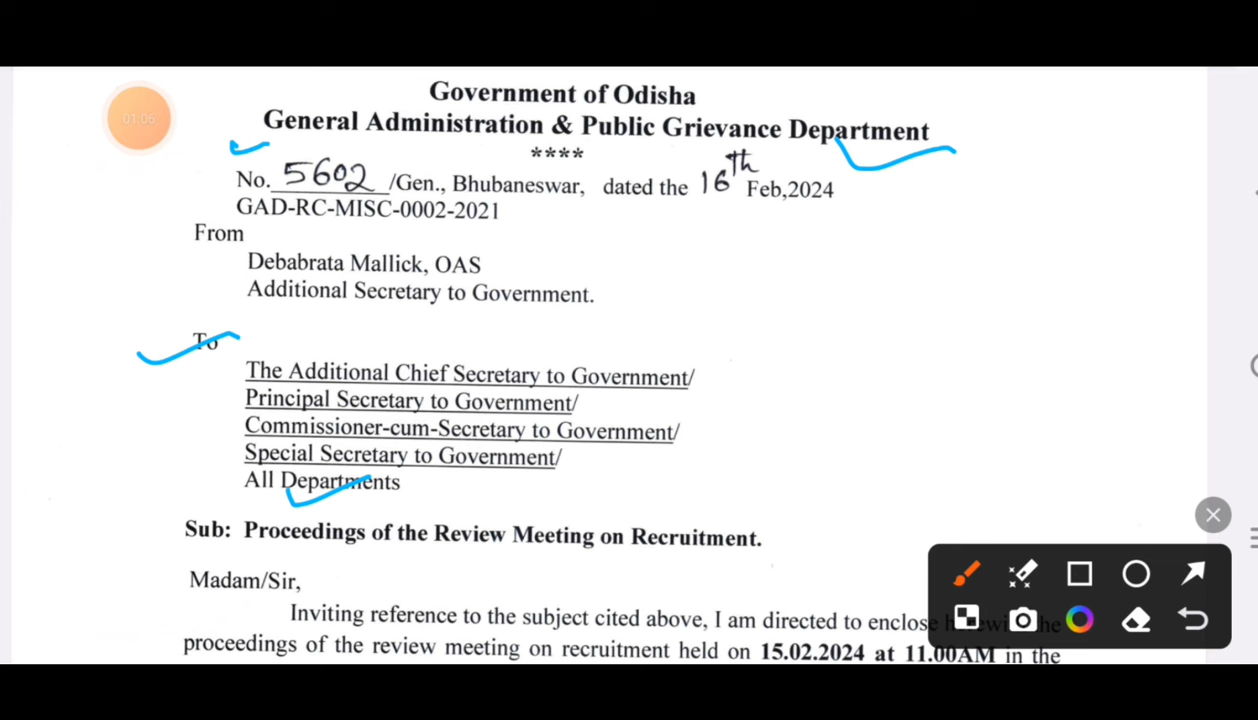 01:06
Government of Odisha
General Administration & Public Grievance Department
****
No. 5602 /Gen., Bhubaneswar, dated the 16th Feb,2024
GAD-RC-MISC-0002-2021
From
Debabrata Mallick, OAS
Additional Secretary to Government.
To
The Additional Chief Secretary to Government/
Principal Secretary to Government/
Commissioner-cum-Secretary to Government/
Special Secretary to Government/
All Departments
Sub: Proceedings of the Review Meeting on Recruitment.
Madam/Sir,
Inviting reference to the subject cited above, I am directed to enclose herewith the
proceedings of the review meeting on recruitment held on 15.02.2024 at 11.00AM in the